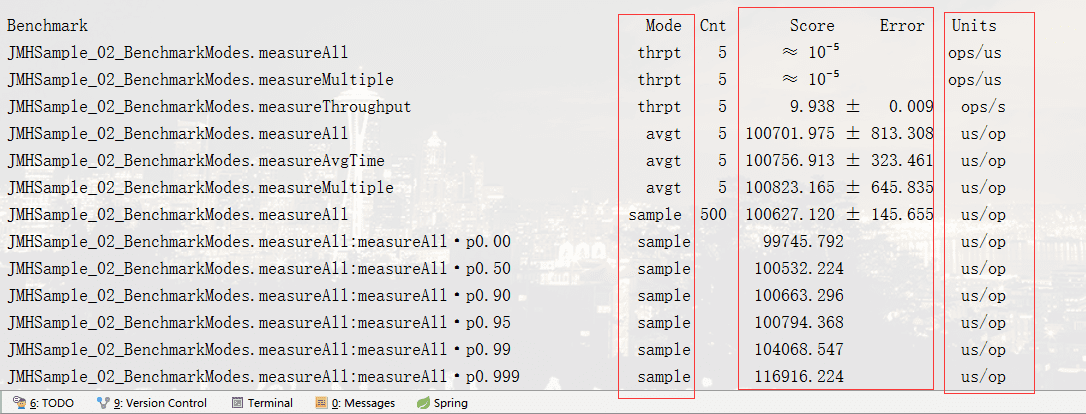 Benchmark Mode Cnt Score Error Units
JMHSample_02_BenchmarkModes.measureAll thrpt 5 ≈ 10⁻⁵ ops/us
JMHSample_02_BenchmarkModes.measureMultiple thrpt 5 ≈ 10⁻⁵ ops/us
JMHSample_02_BenchmarkModes.measureThroughput thrpt 5 9.938 ± 0.009 ops/s
JMHSample_02_BenchmarkModes.measureAll avgt 5 100701.975 ± 813.308 us/op
JMHSample_02_BenchmarkModes.measureAvgTime avgt 5 100756.913 ± 323.461 us/op
JMHSample_02_BenchmarkModes.measureMultiple avgt 5 100823.165 ± 645.835 us/op
JMHSample_02_BenchmarkModes.measureAll sample 500 100627.120 ± 145.655 us/op
JMHSample_02_BenchmarkModes.measureAll:measureAll·p0.00 sample 99745.792 us/op
JMHSample_02_BenchmarkModes.measureAll:measureAll·p0.50 sample 100532.224 us/op
JMHSample_02_BenchmarkModes.measureAll:measureAll·p0.90 sample 100663.296 us/op
JMHSample_02_BenchmarkModes.measureAll:measureAll·p0.95 sample 100794.368 us/op
JMHSample_02_BenchmarkModes.measureAll:measureAll·p0.99 sample 104068.547 us/op
JMHSample_02_BenchmarkModes.measureAll:measureAll·p0.999 sample 116916.224 us/op
6: TODO 9: Version Control Terminal 0: Messages Spring